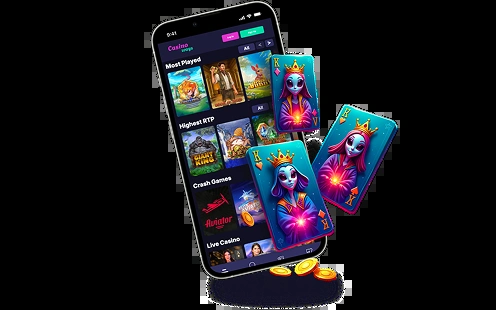 9:41
Casino
All
Most Played
Highest RTP
All
GIANT
KING
Crash Games
Aviator
Live Casino
K
K
K